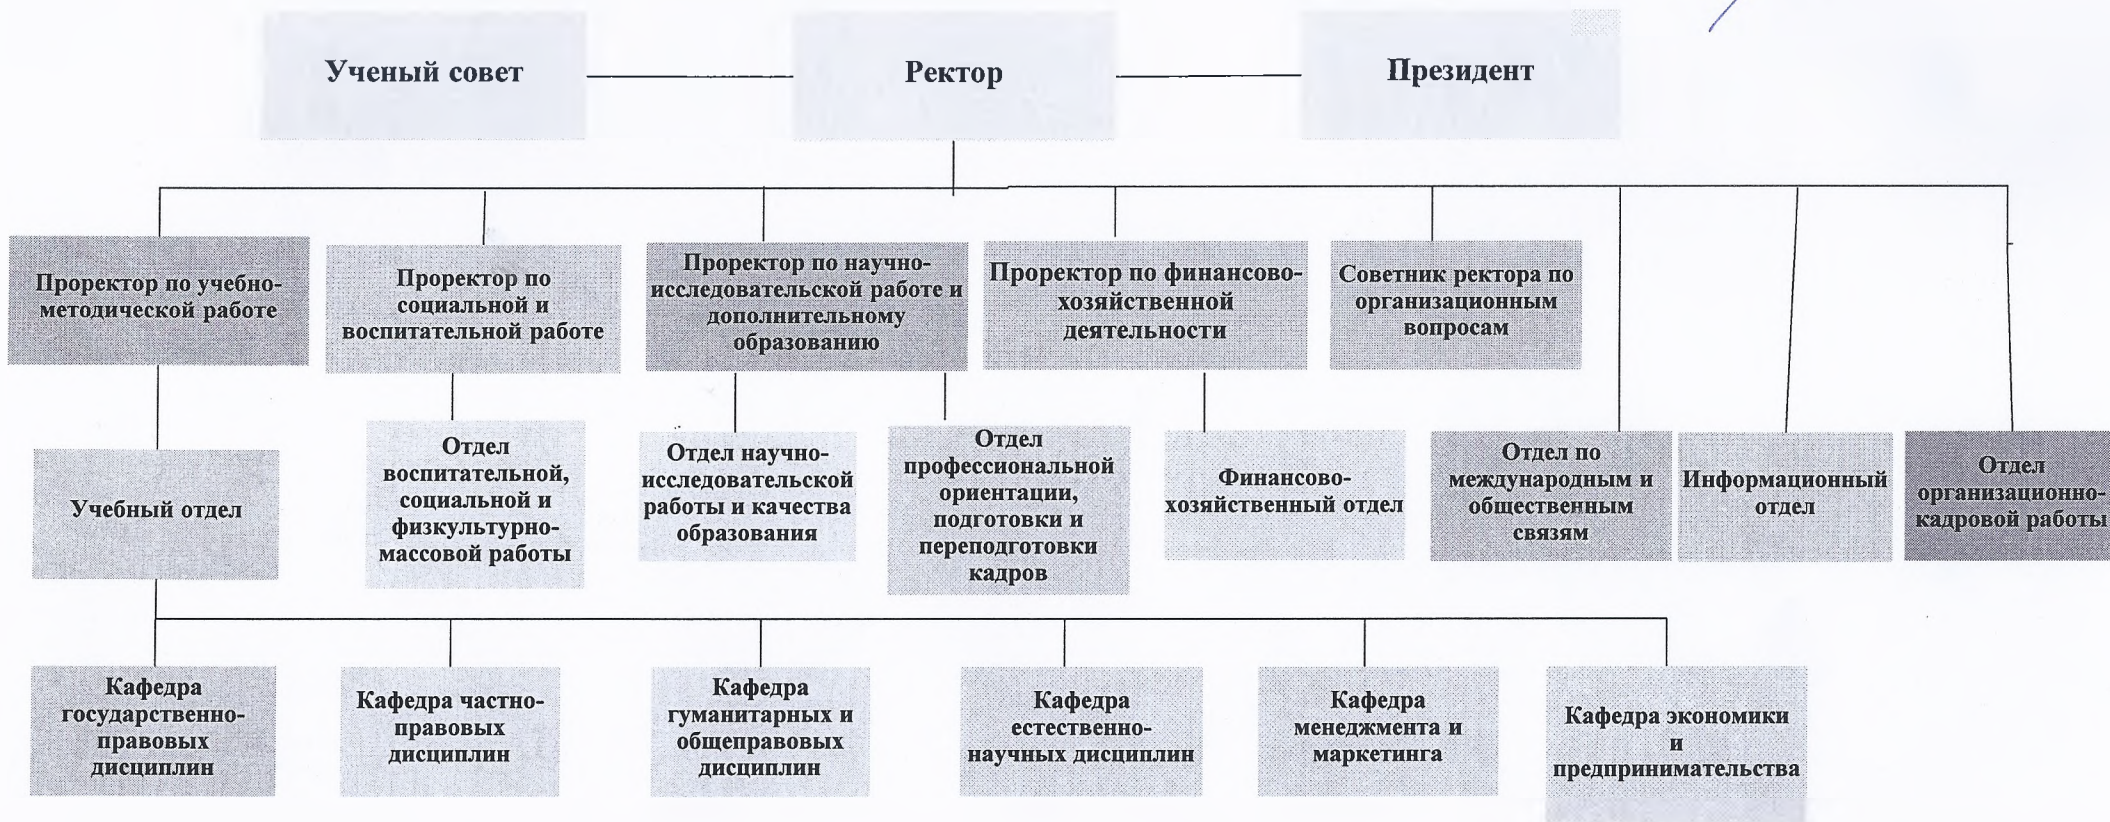 Ученый совет
Ректор
Президент
Проректор по учебно-
методической работе
Проректор по
социальной и
воспитательной работе
Проректор по научно-
исследовательской работе и
дополнительному
образованию
Проректор по финансово-
хозяйственной
деятельности
Советник ректора по
организационным
вопросам
Учебный отдел
Отдел
воспитательной,
социальной и
физкультурно-
массовой работы
Отдел научно-
исследовательской
работы и качества
образования
Отдел
профессиональной
ориентации,
подготовки и
переподготовки
кадров
Финансово-
хозяйственный отдел
Отдел по
международным и
общественным
связям
Информационный
отдел
Отдел
организационно-
кадровой работы
Кафедра
государственно-
правовых
дисциплин
Кафедра частно-
правовых
дисциплин
Кафедра
гуманитарных и
общеправовых
дисциплин
Кафедра
естественно-
научных дисциплин
Кафедра
менеджмента и
маркетинга
Кафедра экономики
и
предпринимательства